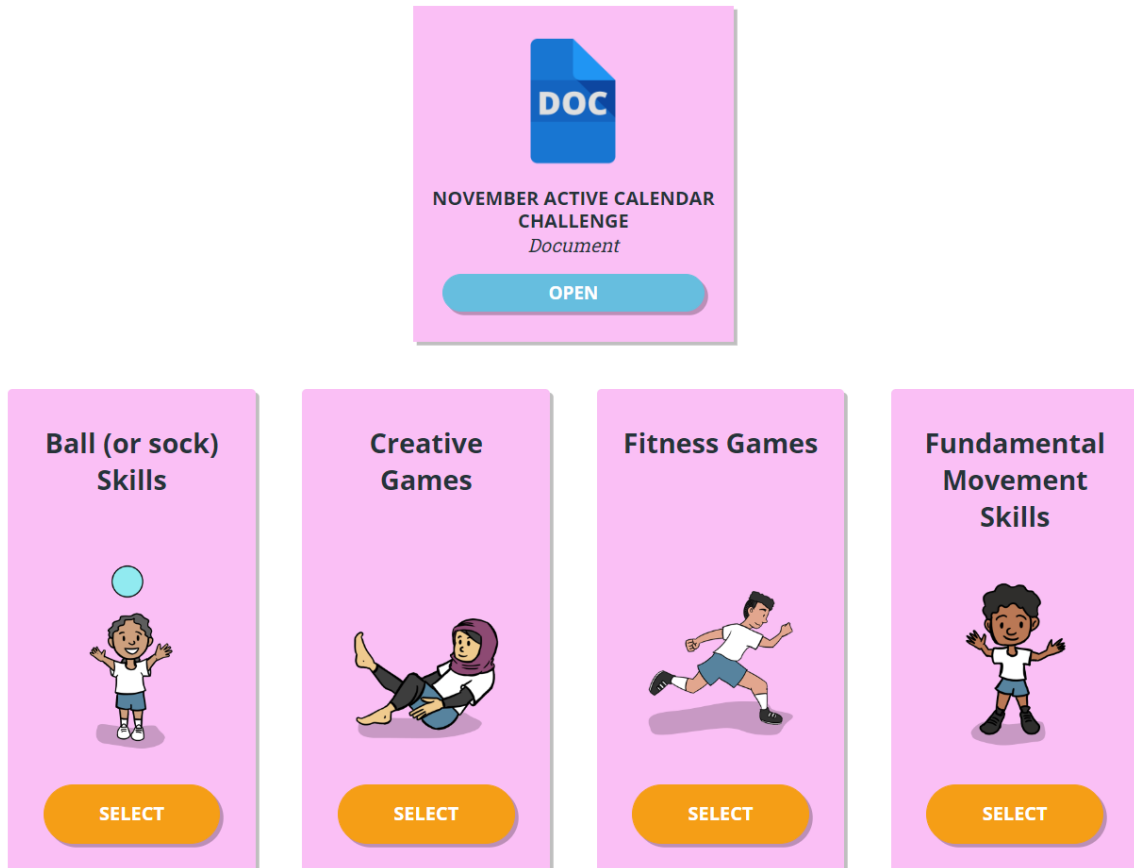 DOC
NOVEMBER ACTIVE CALENDAR
CHALLENGE
Document
OPEN
Ball (or sock)
Skills
SELECT
Creative
Games
SELECT
Fitness Games
SELECT
Fundamental
Movement
Skills
SELECT